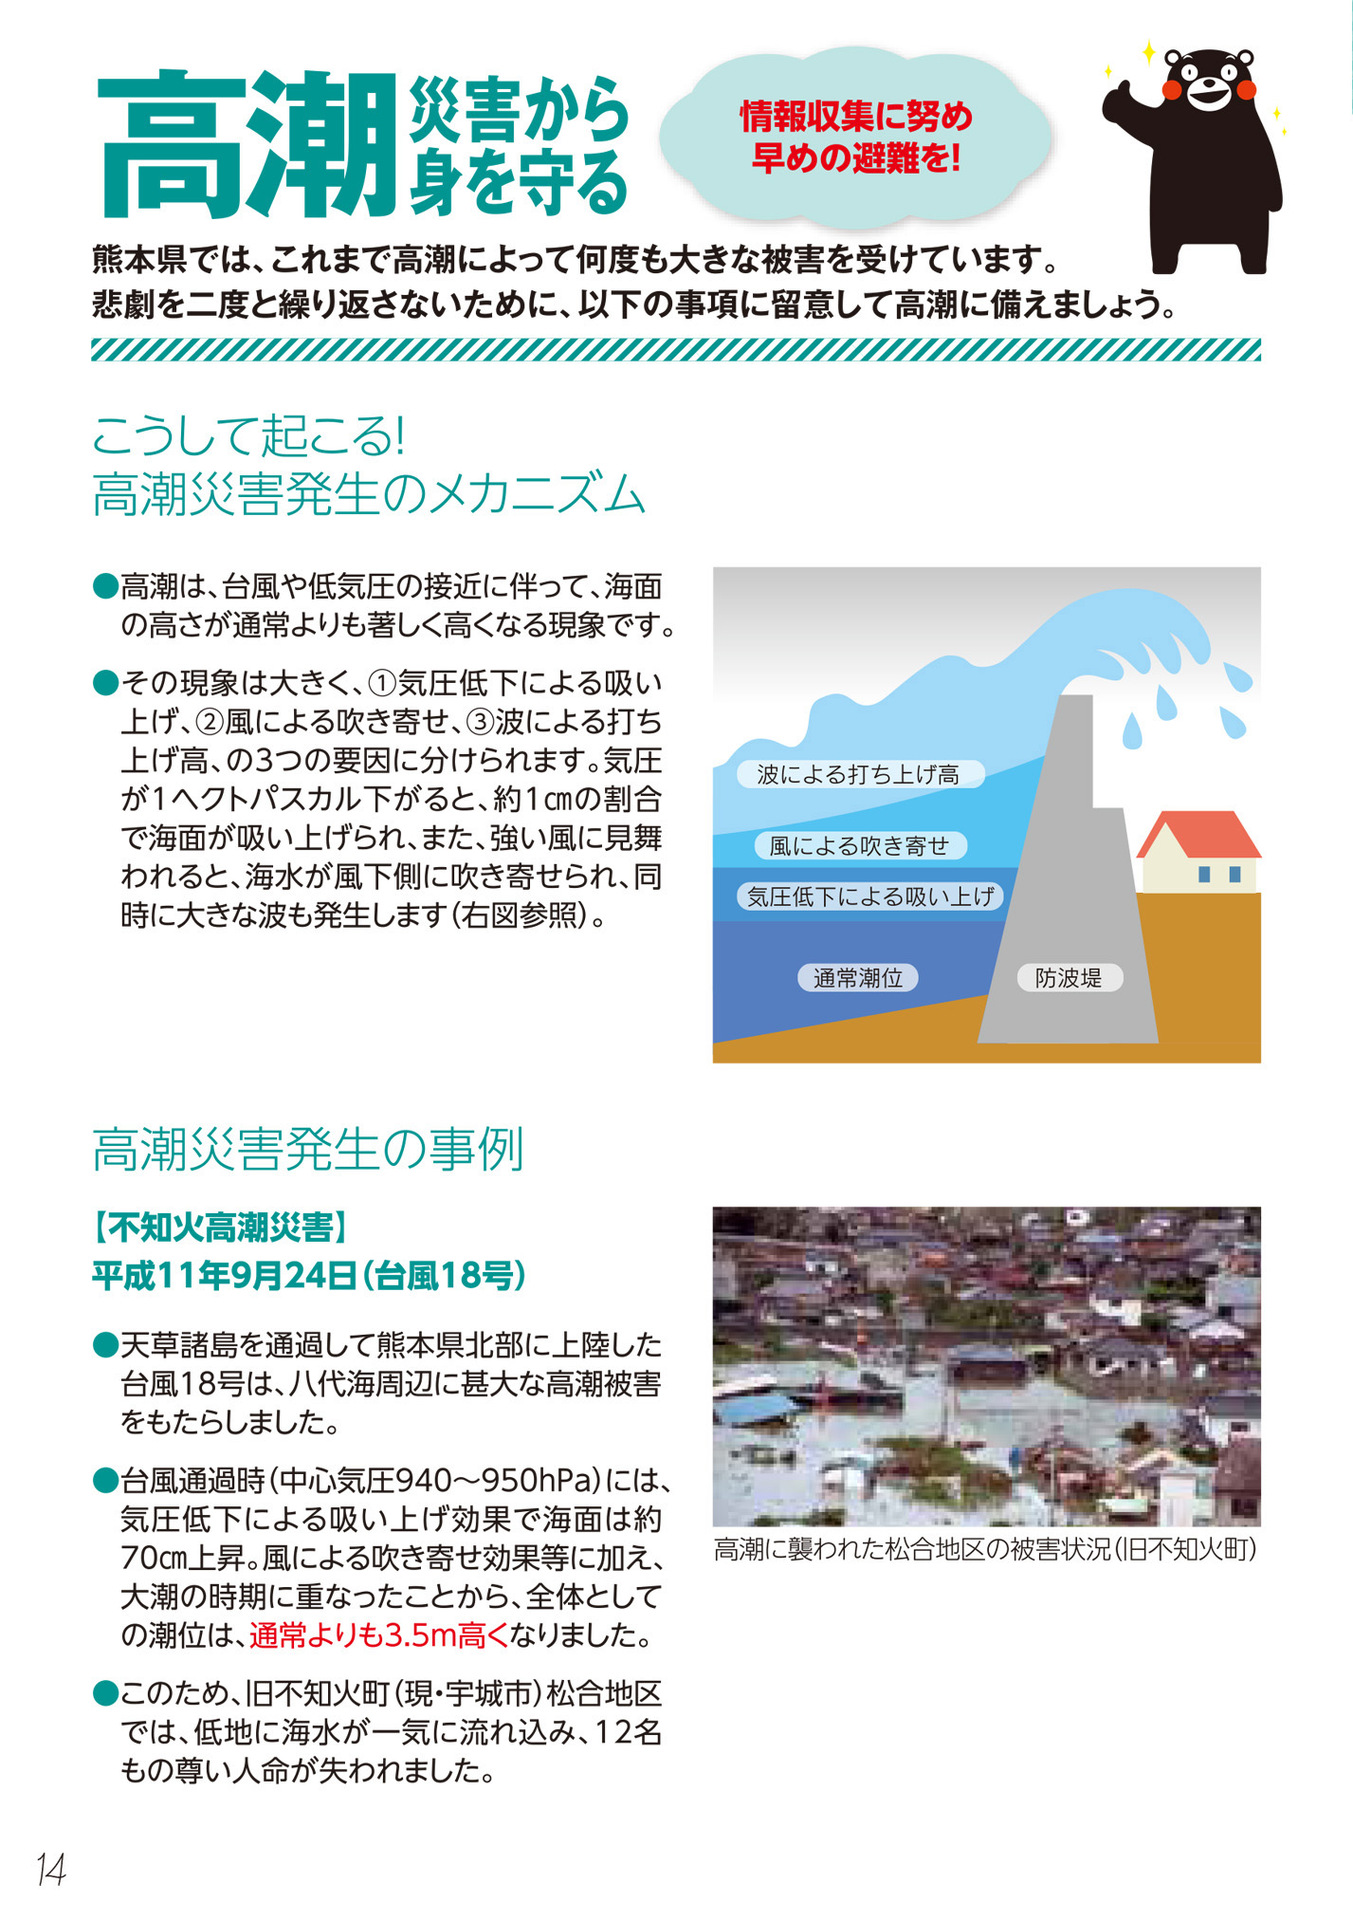 高潮災害から
身を守る
情報収集に努め
早めの避難を!
熊本県では、これまで高潮によって何度も大きな被害を受けています。
悲劇を二度と繰り返さないために、以下の事項に留意して高潮に備えましょう。
こうして起こる!
高潮災害発生のメカニズム
●高潮は、台風や低気圧の接近に伴って、海面
の高さが通常よりも著しく高くなる現象です。
●その現象は大きく、①気圧低下による吸い
上げ、②風による吹き寄せ、③波による打ち
上げ高、の3つの要因に分けられます。気圧
が1ヘクトパスカル下がると、約1㎝の割合
で海面が吸い上げられ、また、強い風に見舞
われると、海水が風下側に吹き寄せられ、同
時に大きな波も発生します(右図参照)。
波による打ち上げ高
風による吹き寄せ
気圧低下による吸い上げ
通常潮位
防波堤
高潮災害発生の事例
【不知火高潮災害】
平成11年9月24日(台風18号)
●天草諸島を通過して熊本県北部に上陸した
台風18号は、八代海周辺に甚大な高潮被害
をもたらしました。
●台風通過時(中心気圧940～950hPa)には、
気圧低下による吸い上げ効果で海面は約
70㎝上昇。風による吹き寄せ効果等に加え、
大潮の時期に重なったことから、全体として
の潮位は、通常よりも3.5m高くなりました。
●このため、旧不知火町(現・宇城市)松合地区
では、低地に海水が一気に流れ込み、12名
もの尊い人命が失われました。
高潮に襲われた松合地区の被害状況(旧不知火町)
14